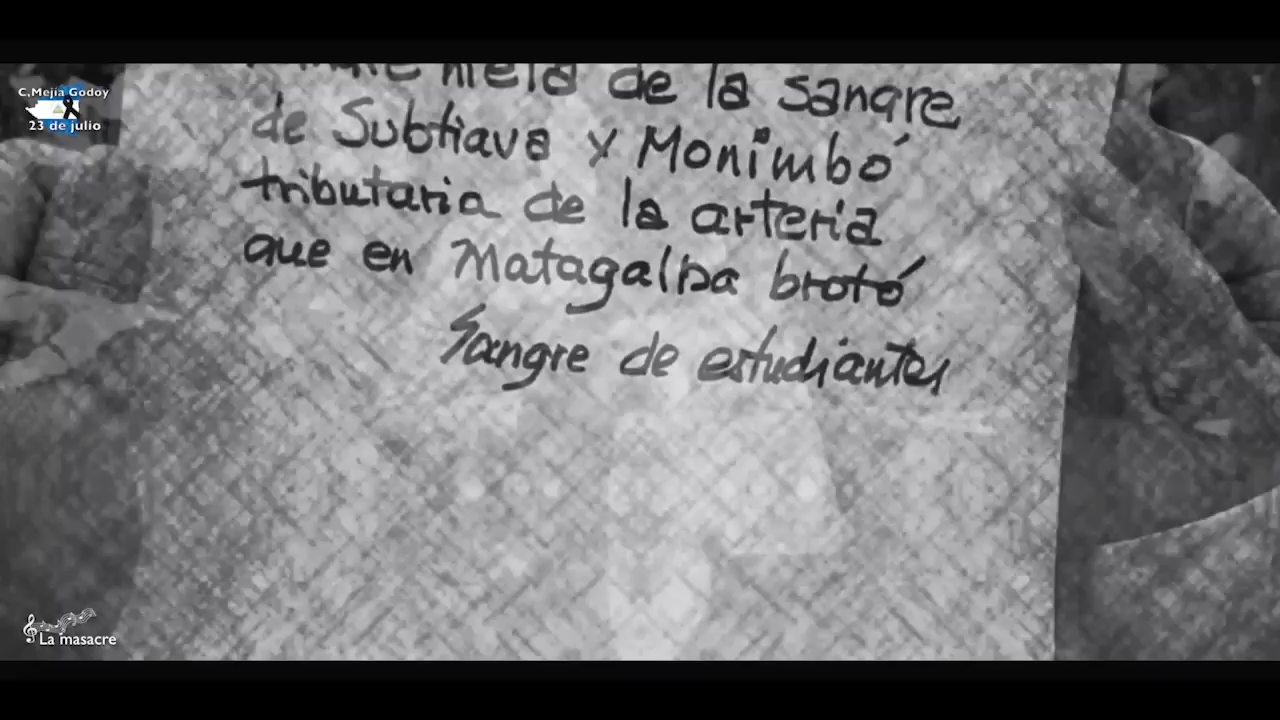 C.Mejía Godoy
23 de julio
de la sangre
de Subtiava y Monimbó
tributaria de la arteria
que en Matagalpa brotó
Sangre de estudiantes
La masacre